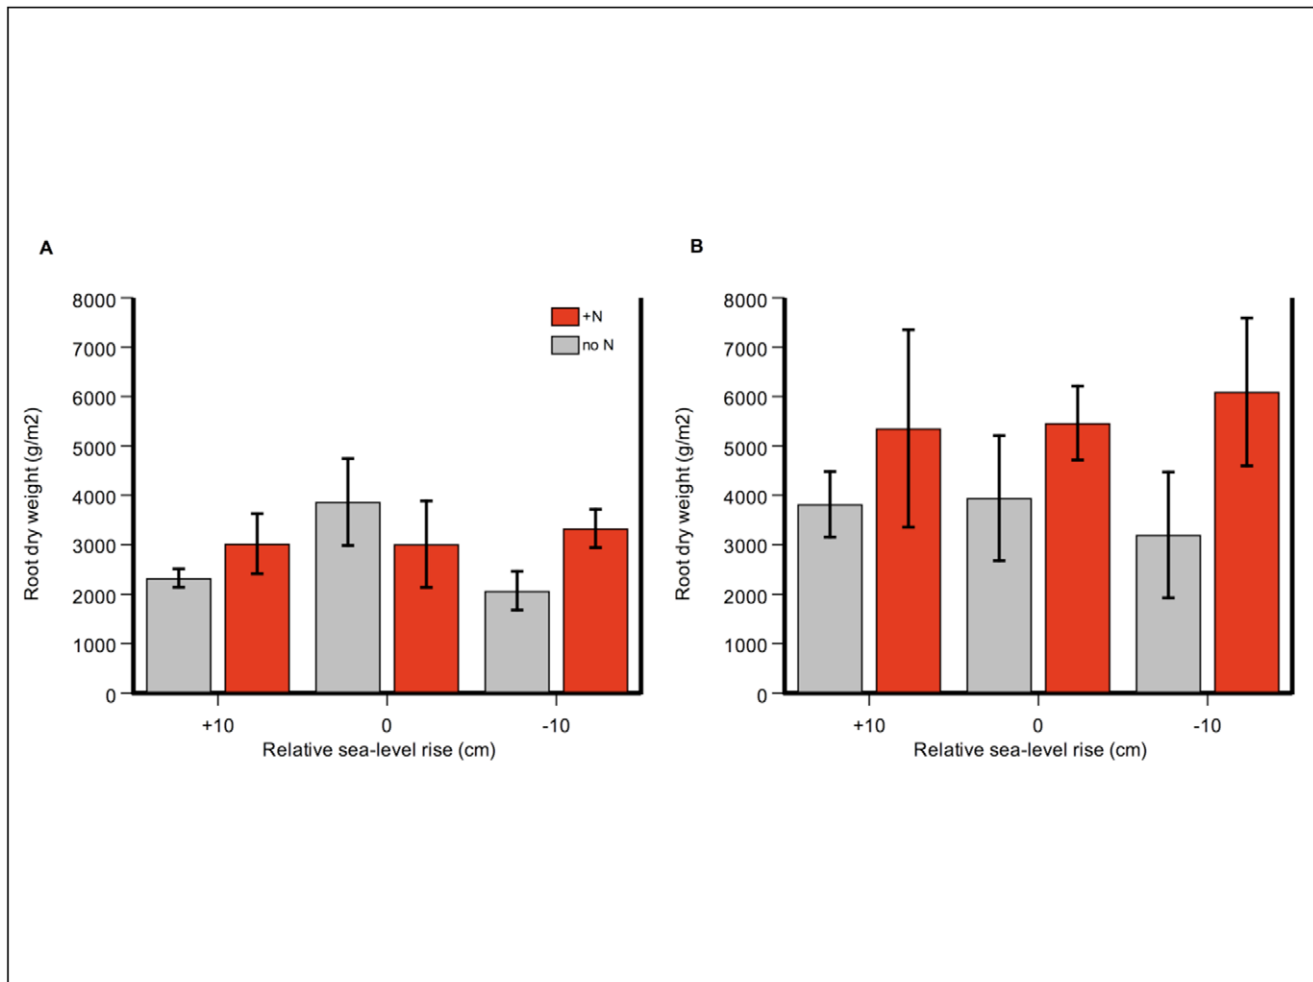 A
8000
7000
6000
5000
4000
3000
2000
1000
0
Root dry weight (g/m2)
+N
no N
+10 0 -10
Relative sea-level rise (cm)
B
8000
7000
6000
5000
4000
3000
2000
1000
0
Root dry weight (g/m2)
+10 0 -10
Relative sea-level rise (cm)